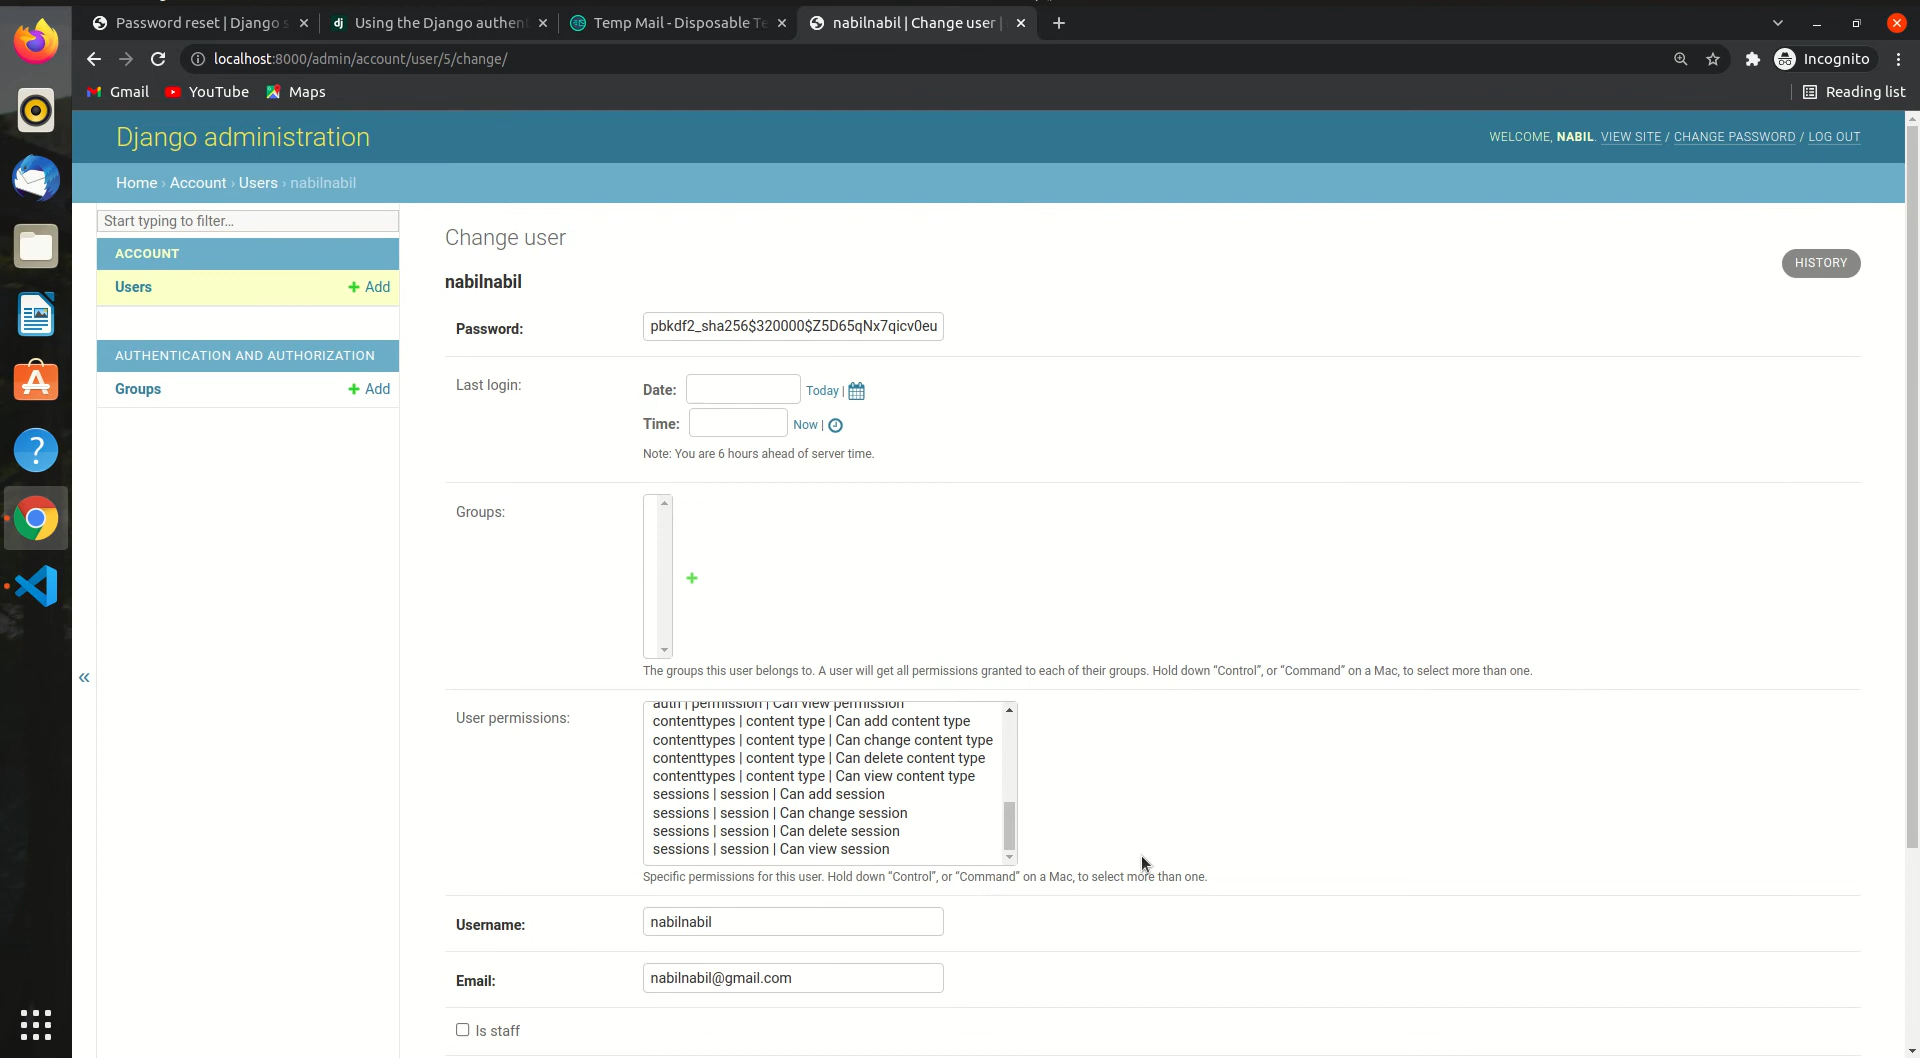 Password reset | Django s
Using the Django authen
Temp Mail - Disposable Te
nabilnabil | Change user |
localhost:8000/admin/account/user/5/change/
Incognito
Gmail
YouTube
Maps
Reading list
Django administration
WELCOME, NABIL. VIEW SITE / CHANGE PASSWORD / LOG OUT
Home › Account › Users › nabilnabil
Start typing to filter...
ACCOUNT
Users
+ Add
AUTHENTICATION AND AUTHORIZATION
Groups
+ Add
Change user
HISTORY
nabilnabil
Password:
pbkdf2_sha256$320000$Z5D65qNx7qicv0eu
Last login:
Date:
Today |
Time:
Now |
Note: You are 6 hours ahead of server time.
Groups:
The groups this user belongs to. A user will get all permissions granted to each of their groups. Hold down “Control”, or “Command” on a Mac, to select more than one.
User permissions:
auth | permission | Can view permission
contenttypes | content type | Can add content type
contenttypes | content type | Can change content type
contenttypes | content type | Can delete content type
contenttypes | content type | Can view content type
sessions | session | Can add session
sessions | session | Can change session
sessions | session | Can delete session
sessions | session | Can view session
Specific permissions for this user. Hold down “Control”, or “Command” on a Mac, to select more than one.
Username:
nabilnabil
Email:
nabilnabil@gmail.com
Is staff